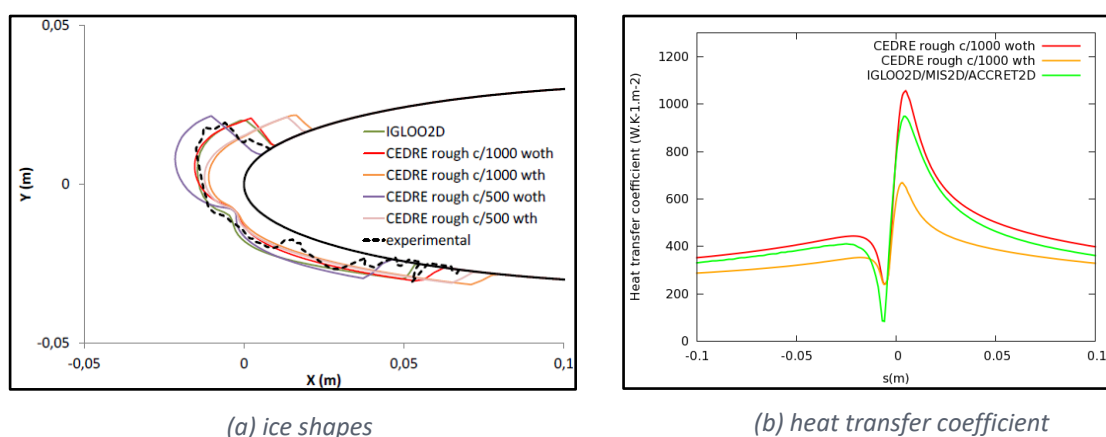 0,05
Y (m)
0
-0,05
-0,05
0
0,05
0,1
X (m)
IGLOO2D
CEDRE rough c/1000 woth
CEDRE rough c/1000 wth
CEDRE rough c/500 woth
CEDRE rough c/500 wth
experimental
(a) ice shapes
Heat transfer coefficient (W.K-1.m-2)
1200
1000
800
600
400
200
0
-0.1
-0.05
0
0.05
0.1
s(m)
CEDRE rough c/1000 woth
CEDRE rough c/1000 wth
IGLOO2D/MIS2D/ACCRET2D
(b) heat transfer coefficient